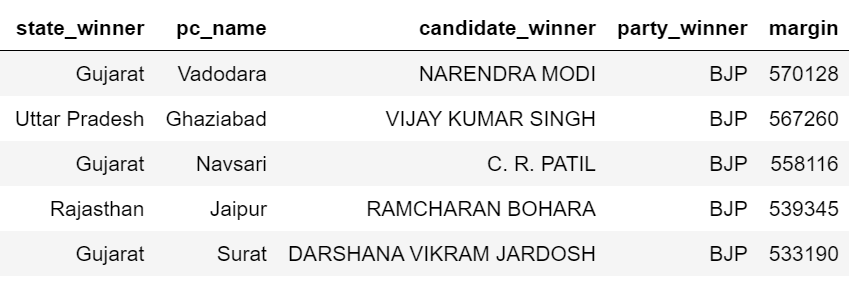 state_winner pc_name candidate_winner party_winner margin
Gujarat Vadodara NARENDRA MODI BJP 570128
Uttar Pradesh Ghaziabad VIJAY KUMAR SINGH BJP 567260
Gujarat Navsari C. R. PATIL BJP 558116
Rajasthan Jaipur RAMCHARAN BOHARA BJP 539345
Gujarat Surat DARSHANA VIKRAM JARDOSH BJP 533190